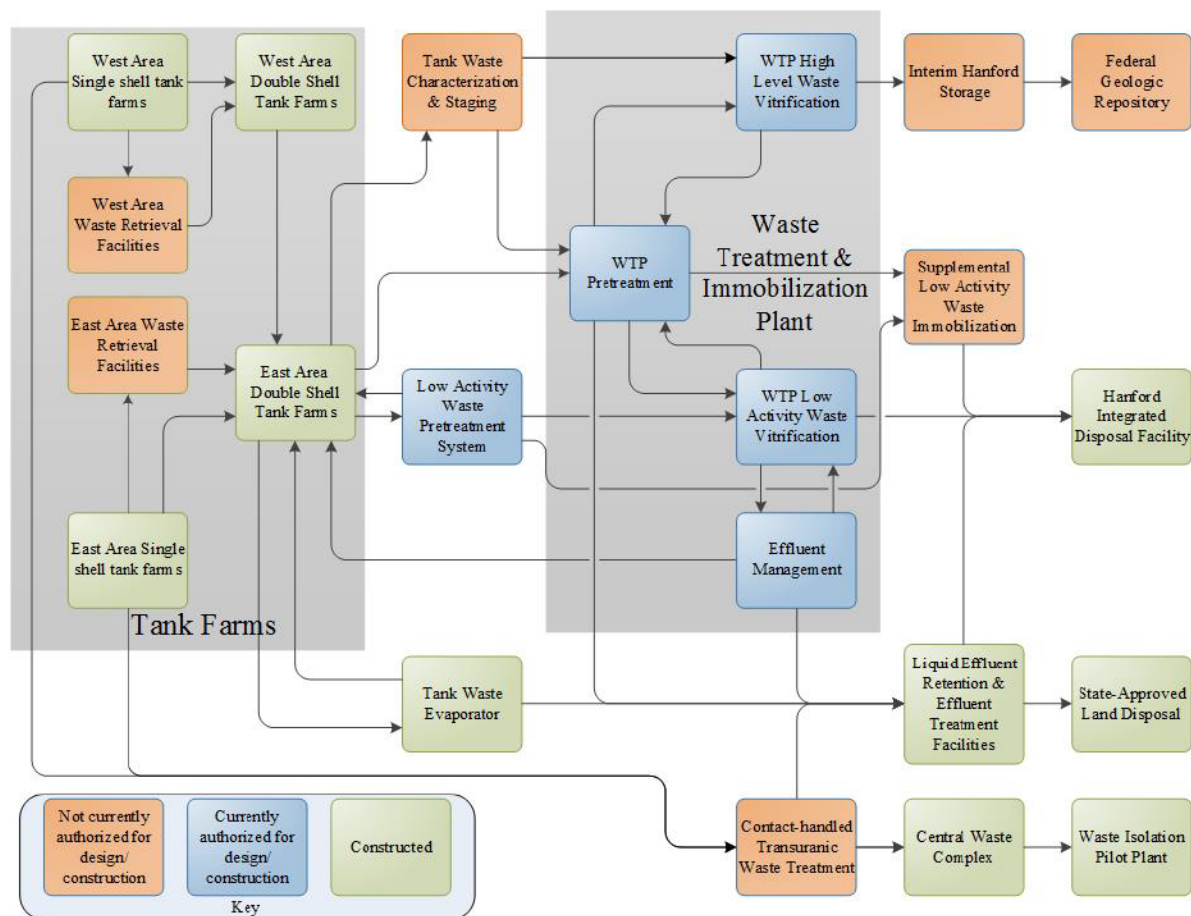 West Area
Single shell tank
farms
West Area
Double Shell
Tank Farms
Tank Waste
Characterization
& Staging
WTP High
Level Waste
Vitrification
Interim Hanford
Storage
Federal
Geologic
Repository
West Area
Waste Retrieval
Facilities
WTP
Pretreatment
Waste
Treatment &
Immobilization
Plant
Supplemental
Low Activity
Waste
Immobilization
East Area Waste
Retrieval
Facilities
East Area
Double Shell
Tank Farms
Low Activity
Waste
Pretreatment
System
WTP Low
Activity Waste
Vitrification
Hanford
Integrated
Disposal Facility
East Area Single
shell tank farms
Effluent
Management
Tank Farms
Tank Waste
Evaporator
Liquid Effluent
Retention &
Effluent
Treatment
Facilities
State-Approved
Land Disposal
Not currently
authorized for
design/
construction
Currently
authorized for
design/
construction
Constructed
Key
Contact-handled
Transuranic
Waste Treatment
Central Waste
Complex
Waste Isolation
Pilot Plant